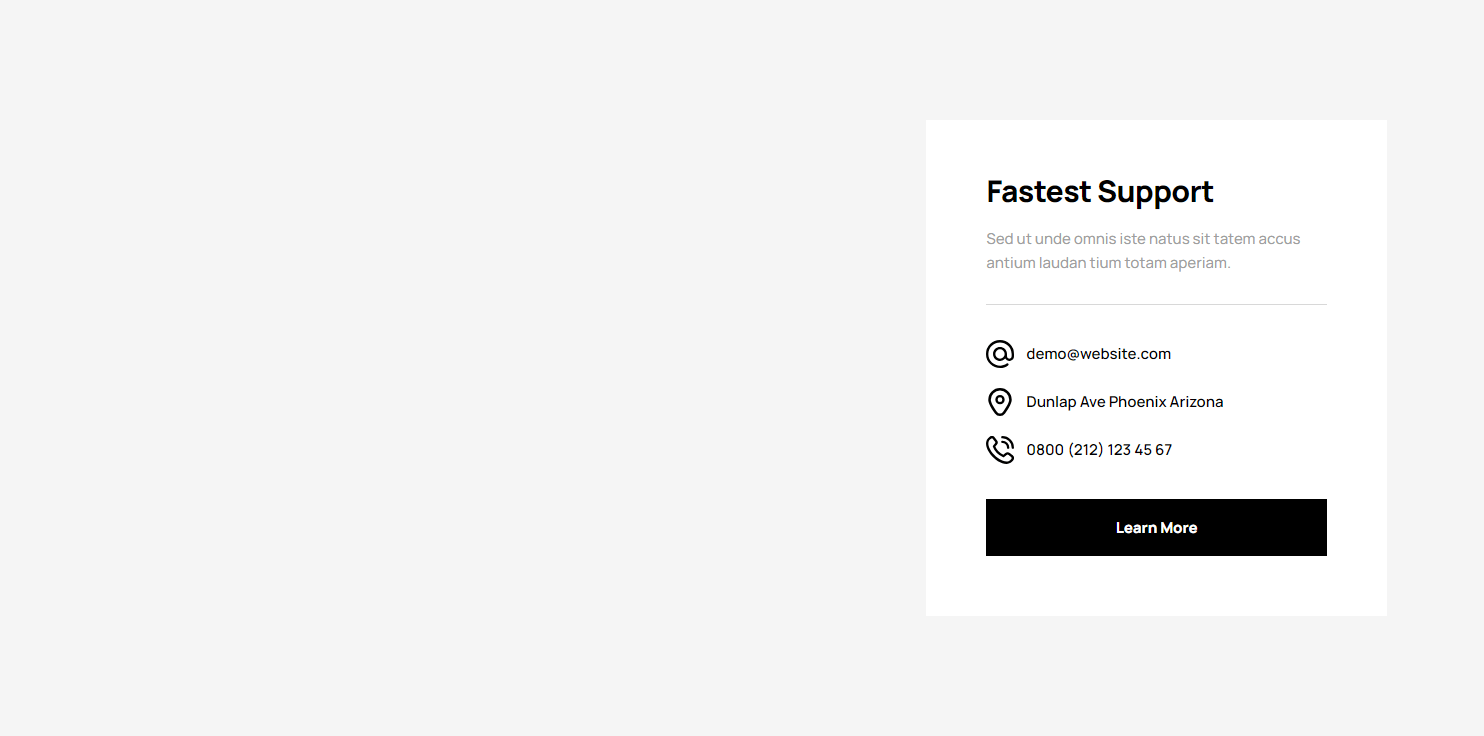 Fastest Support
Sed ut unde omnis iste natus sit tatem accus
antium laudan tium totam aperiam.
demo@website.com
Dunlap Ave Phoenix Arizona
0800 (212) 123 45 67
Learn More